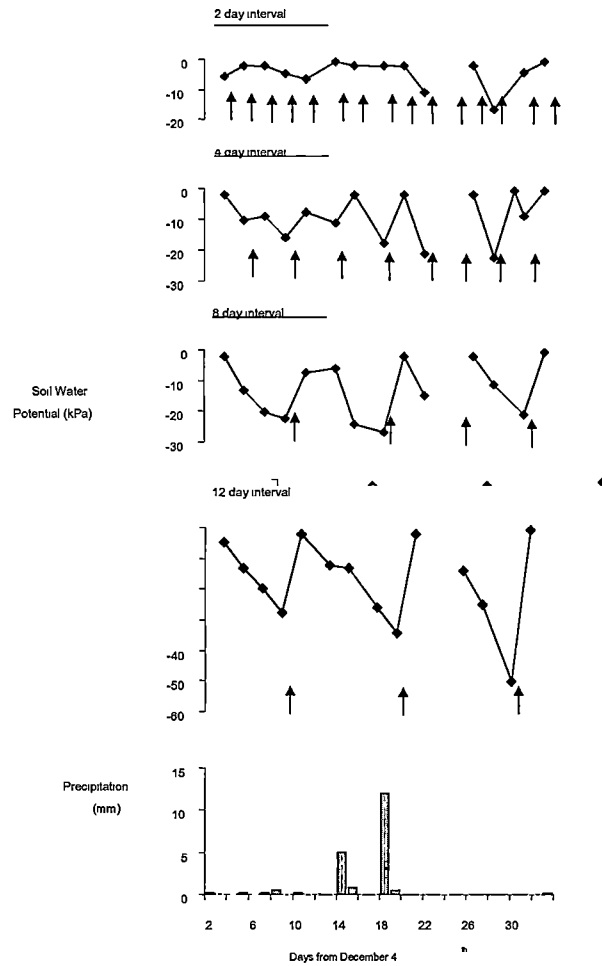 2 day interval
0
-10
-20
4 day interval
0
-10
-20
-30
8 day interval
0
-10
-20
-30
Soil Water
Potential (kPa)
12 day interval
-40
-50
-60
Precipitation
(mm)
15
10
5
0
2 6 10 14 18 22 26 30
Days from December 4